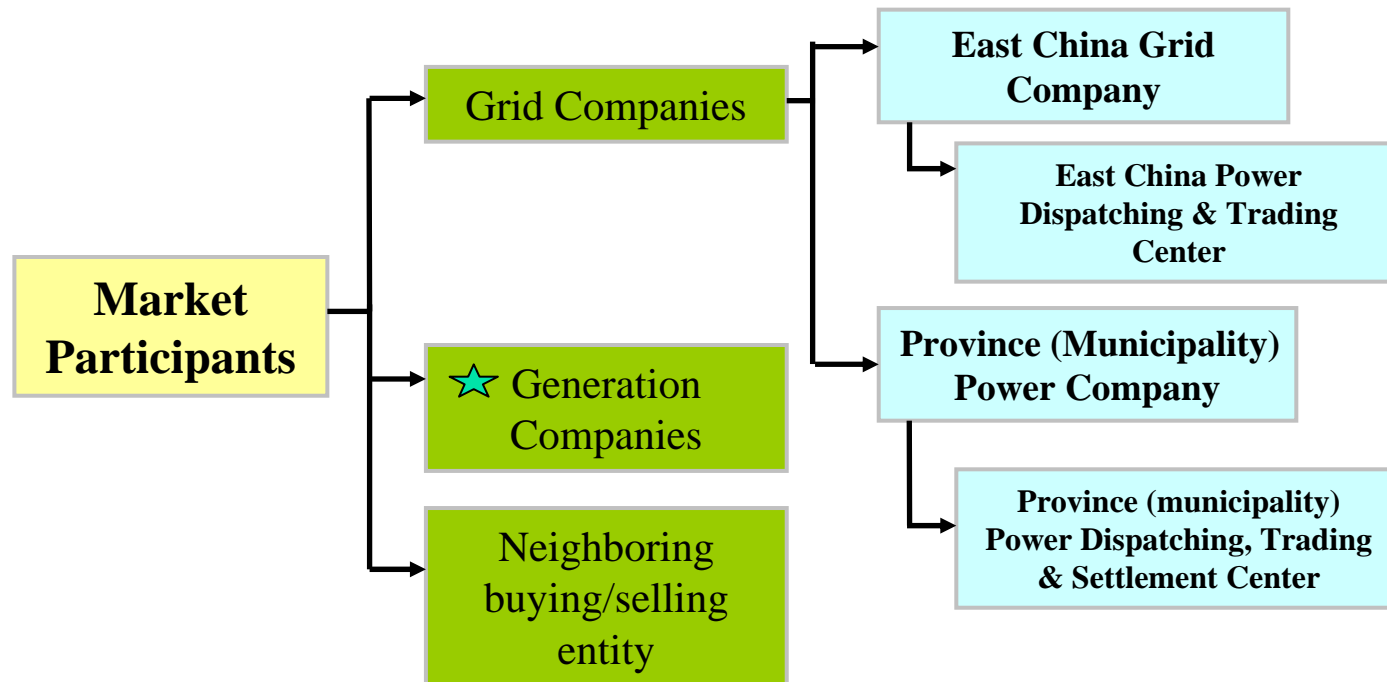 Market
Participants
Grid Companies
Generation
Companies
Neighboring
buying/selling
entity
East China Grid
Company
East China Power
Dispatching & Trading
Center
Province (Municipality)
Power Company
Province (municipality)
Power Dispatching, Trading
& Settlement Center